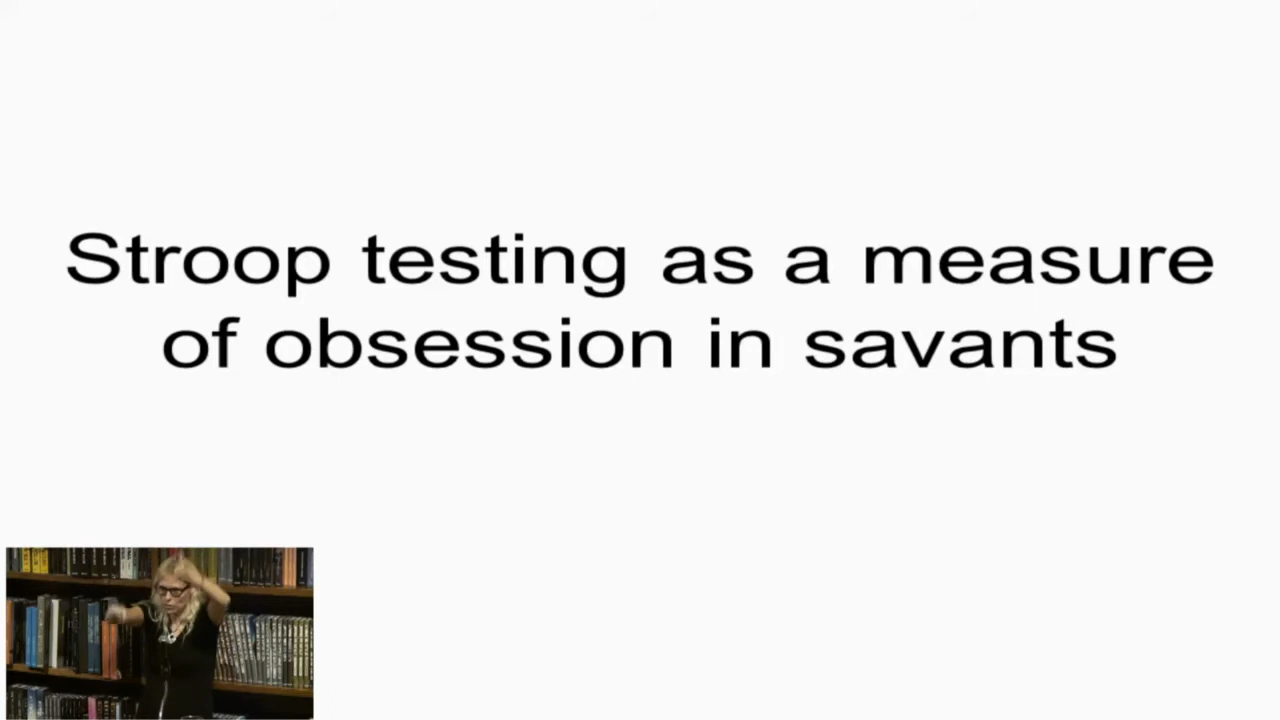 Stroop testing as a measure
of obsession in savants